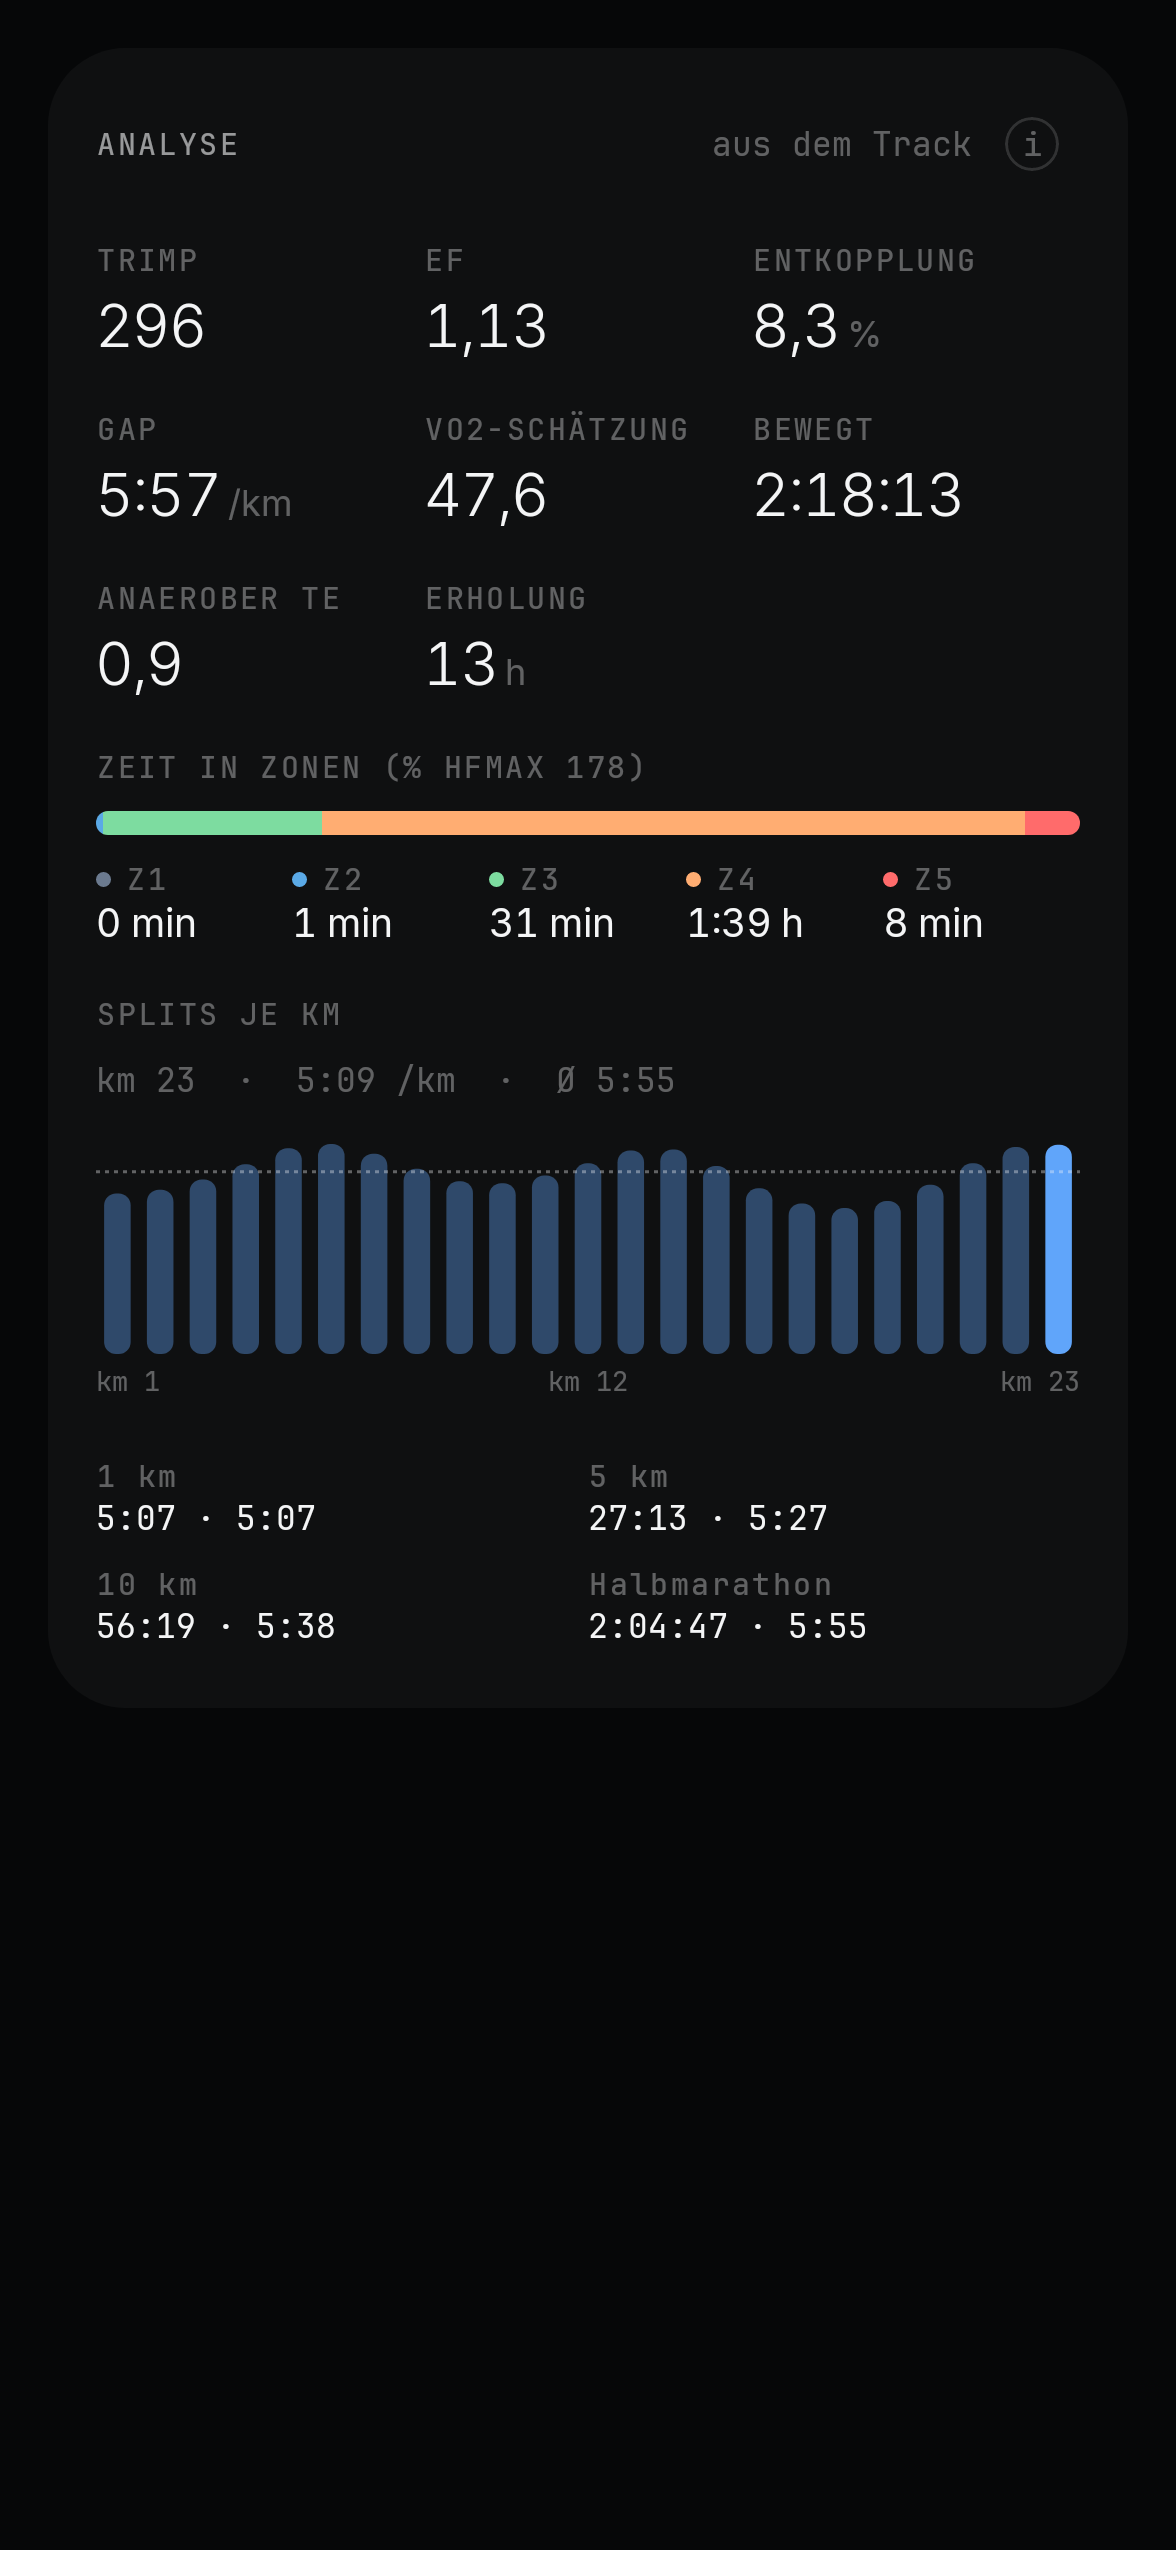 ANALYSE aus dem Track i
TRIMP EF ENTKOPPLUNG
296 1,13 8,3 %
GAP VO2-SCHÄTZUNG BEWEGT
5:57 /km 47,6 2:18:13
ANAEROBER TE ERHOLUNG
0,9 13 h
ZEIT IN ZONEN (% HFMAX 178)
Z1 Z2 Z3 Z4 Z5
0 min 1 min 31 min 1:39 h 8 min
SPLITS JE KM
km 23 · 5:09 /km · Ø 5:55
km 1 km 12 km 23
1 km 5 km
5:07 · 5:07 27:13 · 5:27
10 km Halbmarathon
56:19 · 5:38 2:04:47 · 5:55